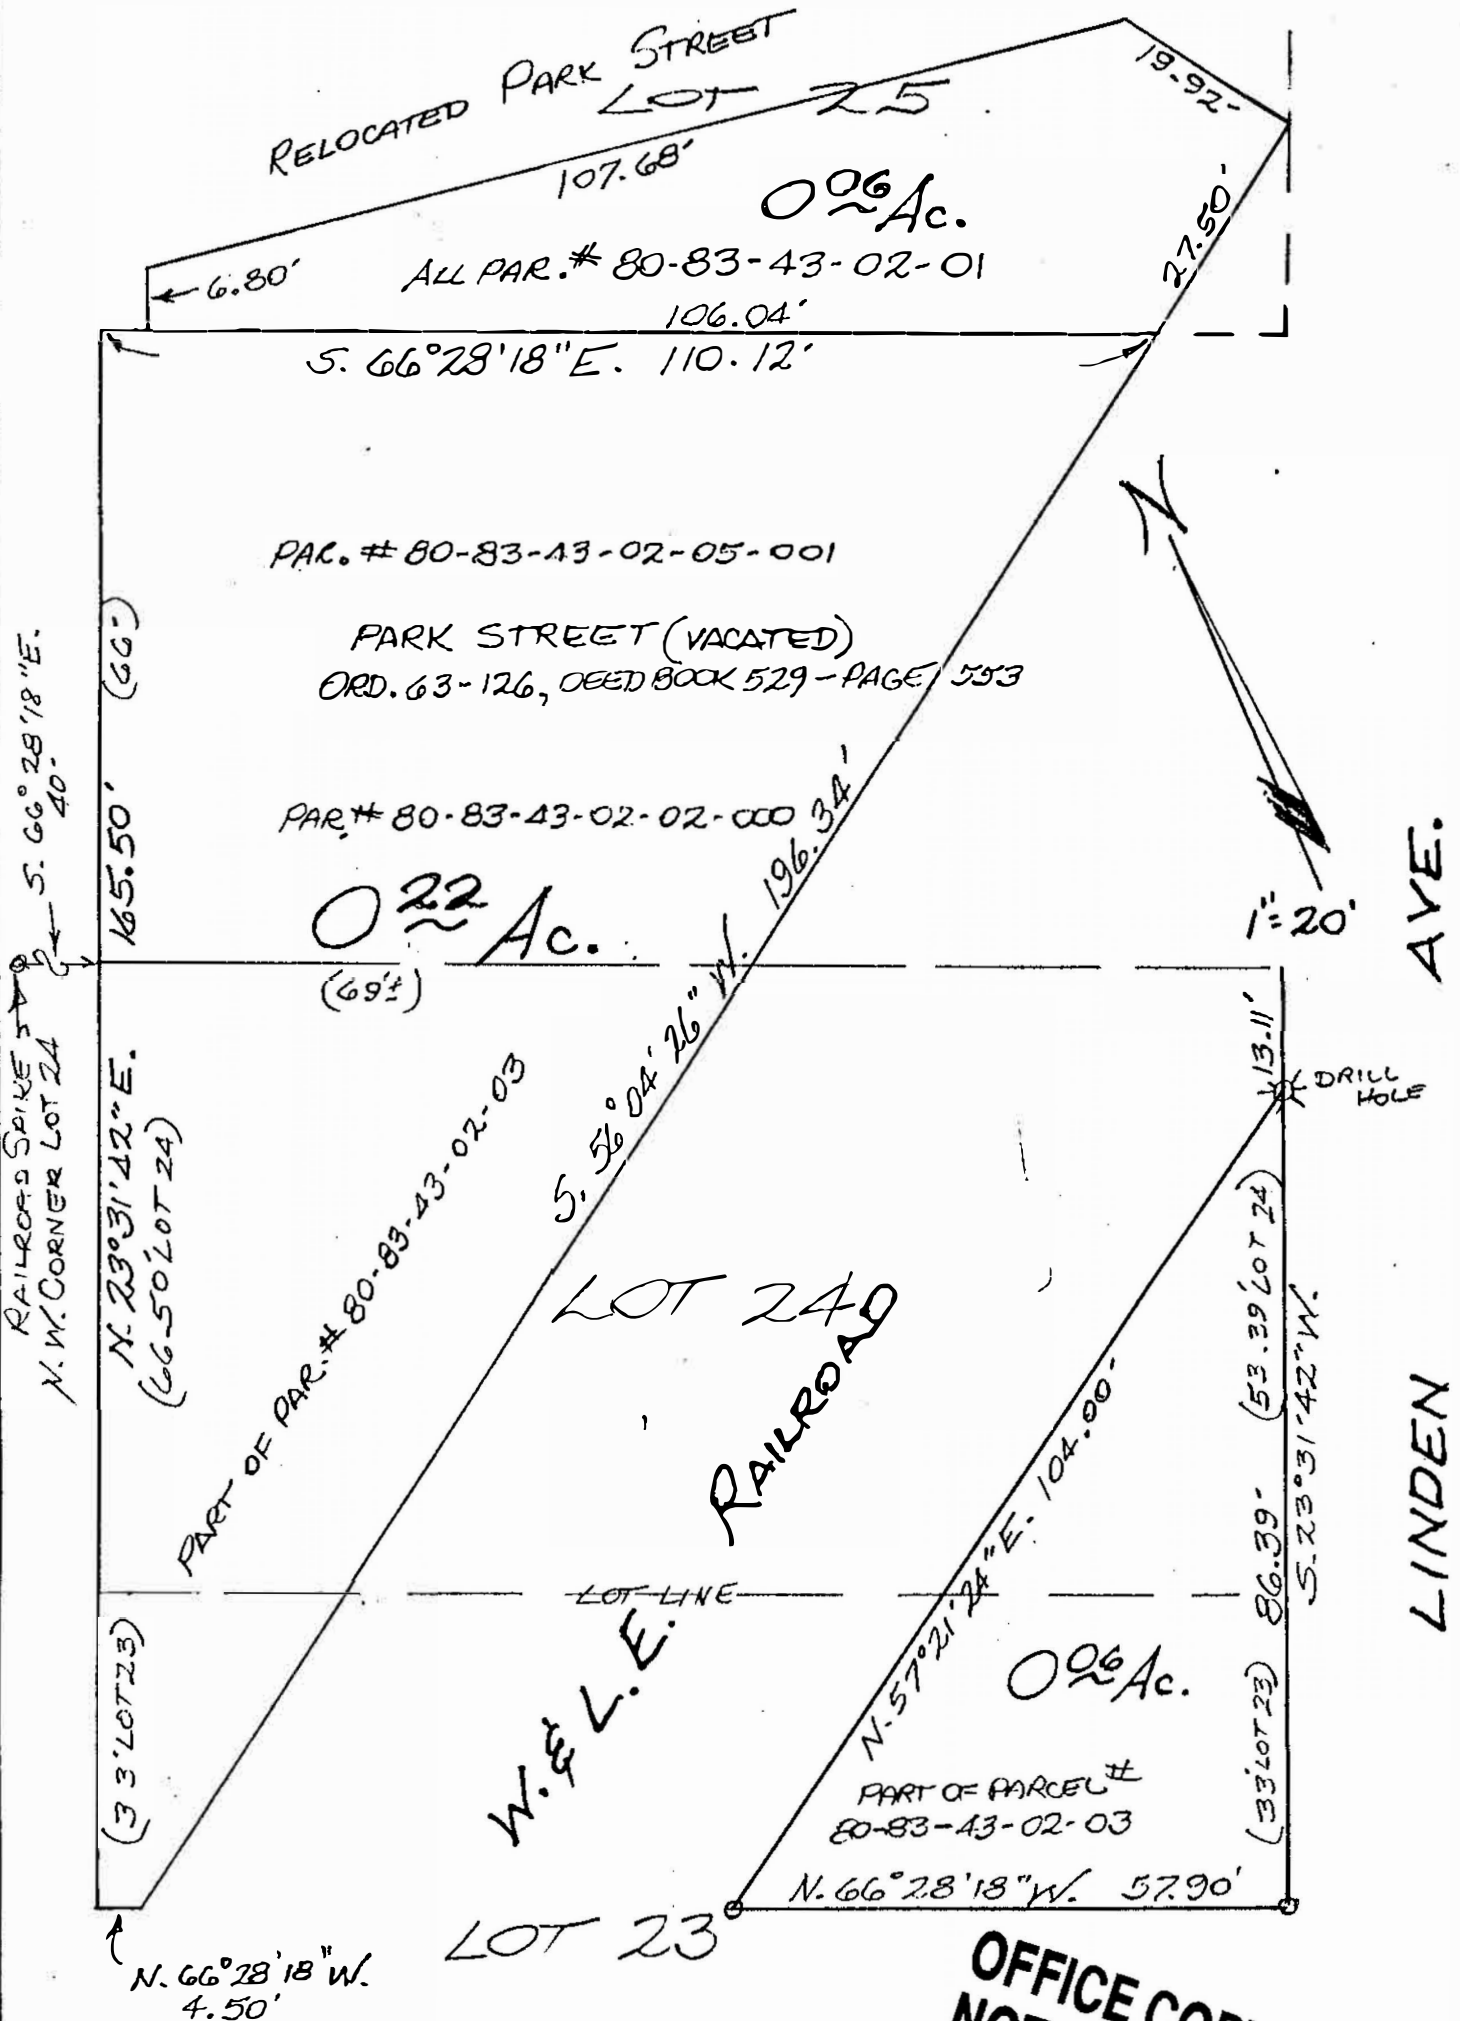 RELOCATED PARK STREET
LOT 25
19.92'
107.68'
0 06 Ac.
27.50'
6.80'
ALL PAR.# 80-83-43-02-01
106.04'
S. 66°28'18"E. 110.12'
N
PAR. # 80-83-43-02-05-001
(66')
PARK STREET (VACATED)
ORD. 63-126, DEED BOOK 529-PAGE 553
S. 66°28'18"E.
40'
165.50'
PAR.# 80-83-43-02-02-000
196.34'
0 22 Ac.
1"=20'
(69'±)
RAILROAD SPIKE
N.W. CORNER LOT 24
N. 23°31'42"E.
(66.50' LOT 24)
S. 56°04'26" W.
13.11'
DRILL
HOLE
PART OF PAR.# 80-83-43-02-03
LOT 24
(53.39' LOT 24)
S. 23°31'42"W.
LINDEN AVE.
W. & L. E. RAILROAD
N. 57°21'24"E. 104.00'
86.39'
LOT LINE
(33' LOT 23)
0 06 Ac.
(33' LOT 23)
PART OF PARCEL #
80-83-43-02-03
N. 66°28'18"W. 57.90'
LOT 23
N. 66°28'18"W.
4.50'
OFFICE